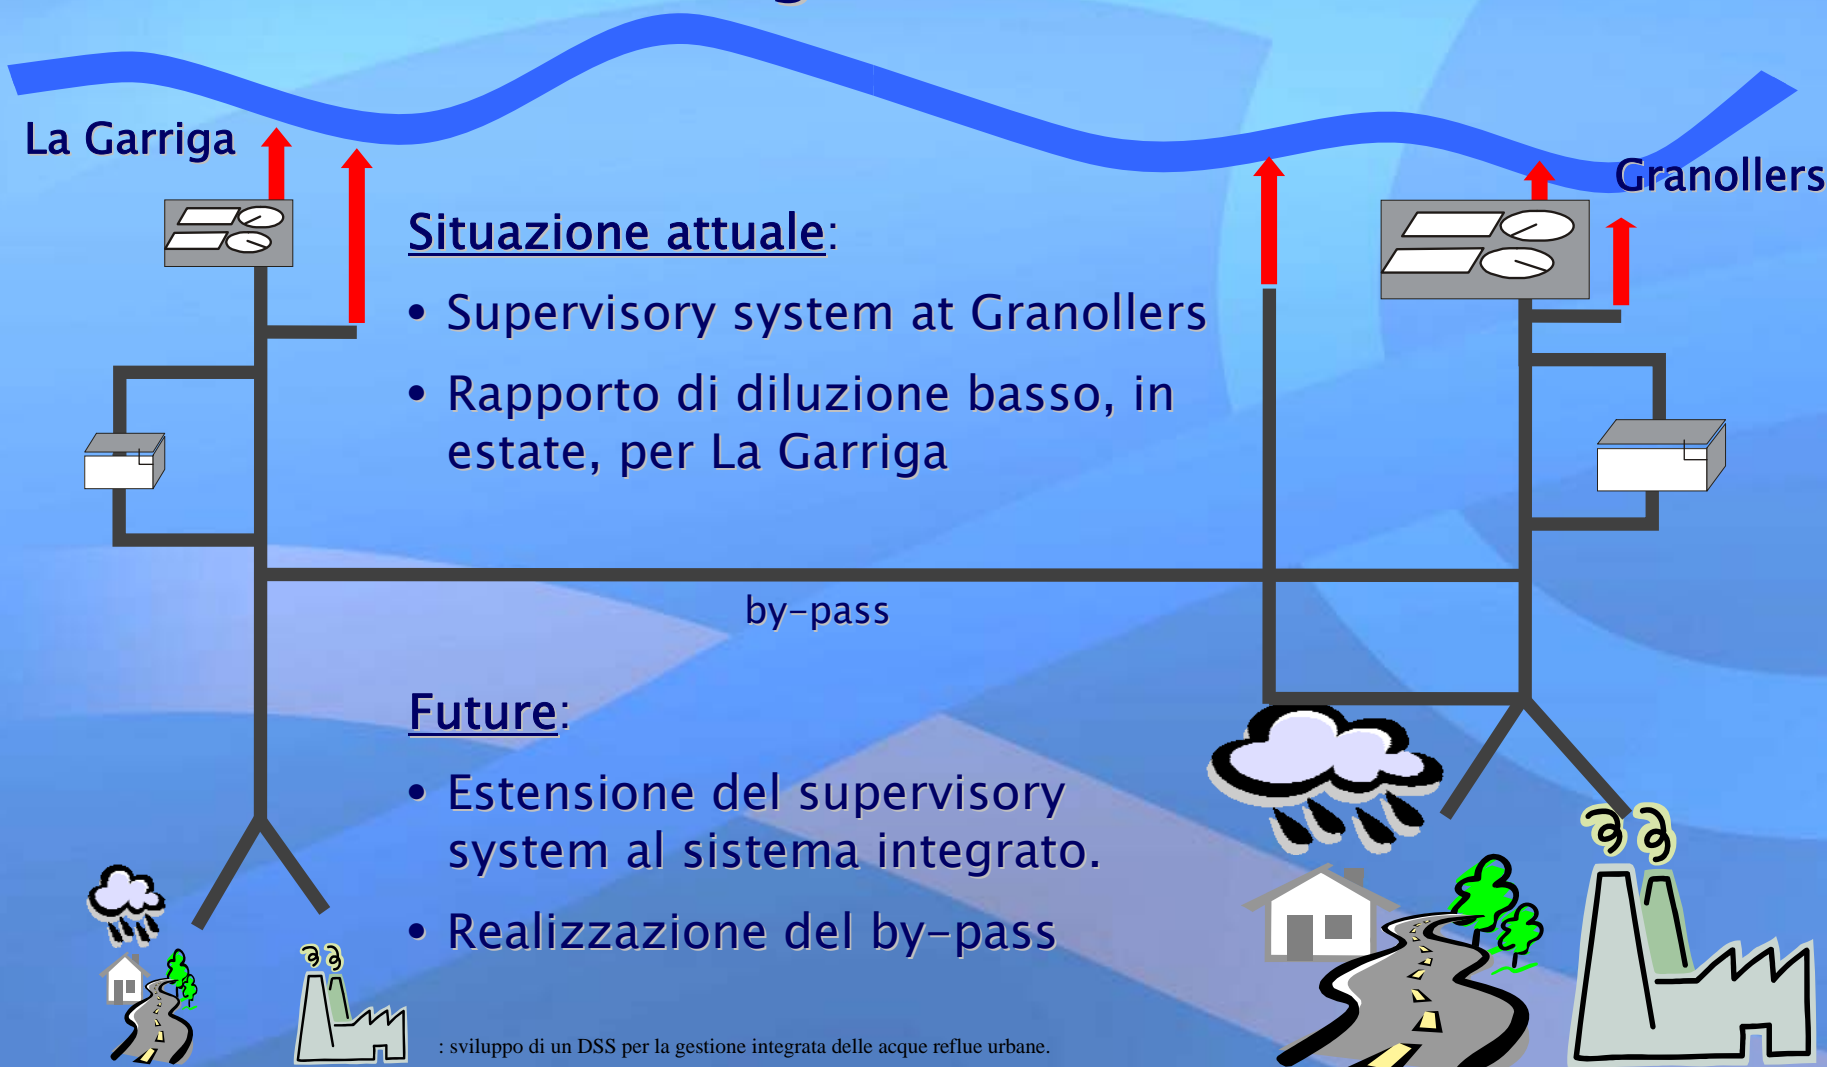 La Garriga
Granollers
Situazione attuale:
• Supervisory system at Granollers
• Rapporto di diluzione basso, in
estate, per La Garriga
by-pass
Future:
• Estensione del supervisory
system al sistema integrato.
• Realizzazione del by-pass
: sviluppo di un DSS per la gestione integrata delle acque reflue urbane.